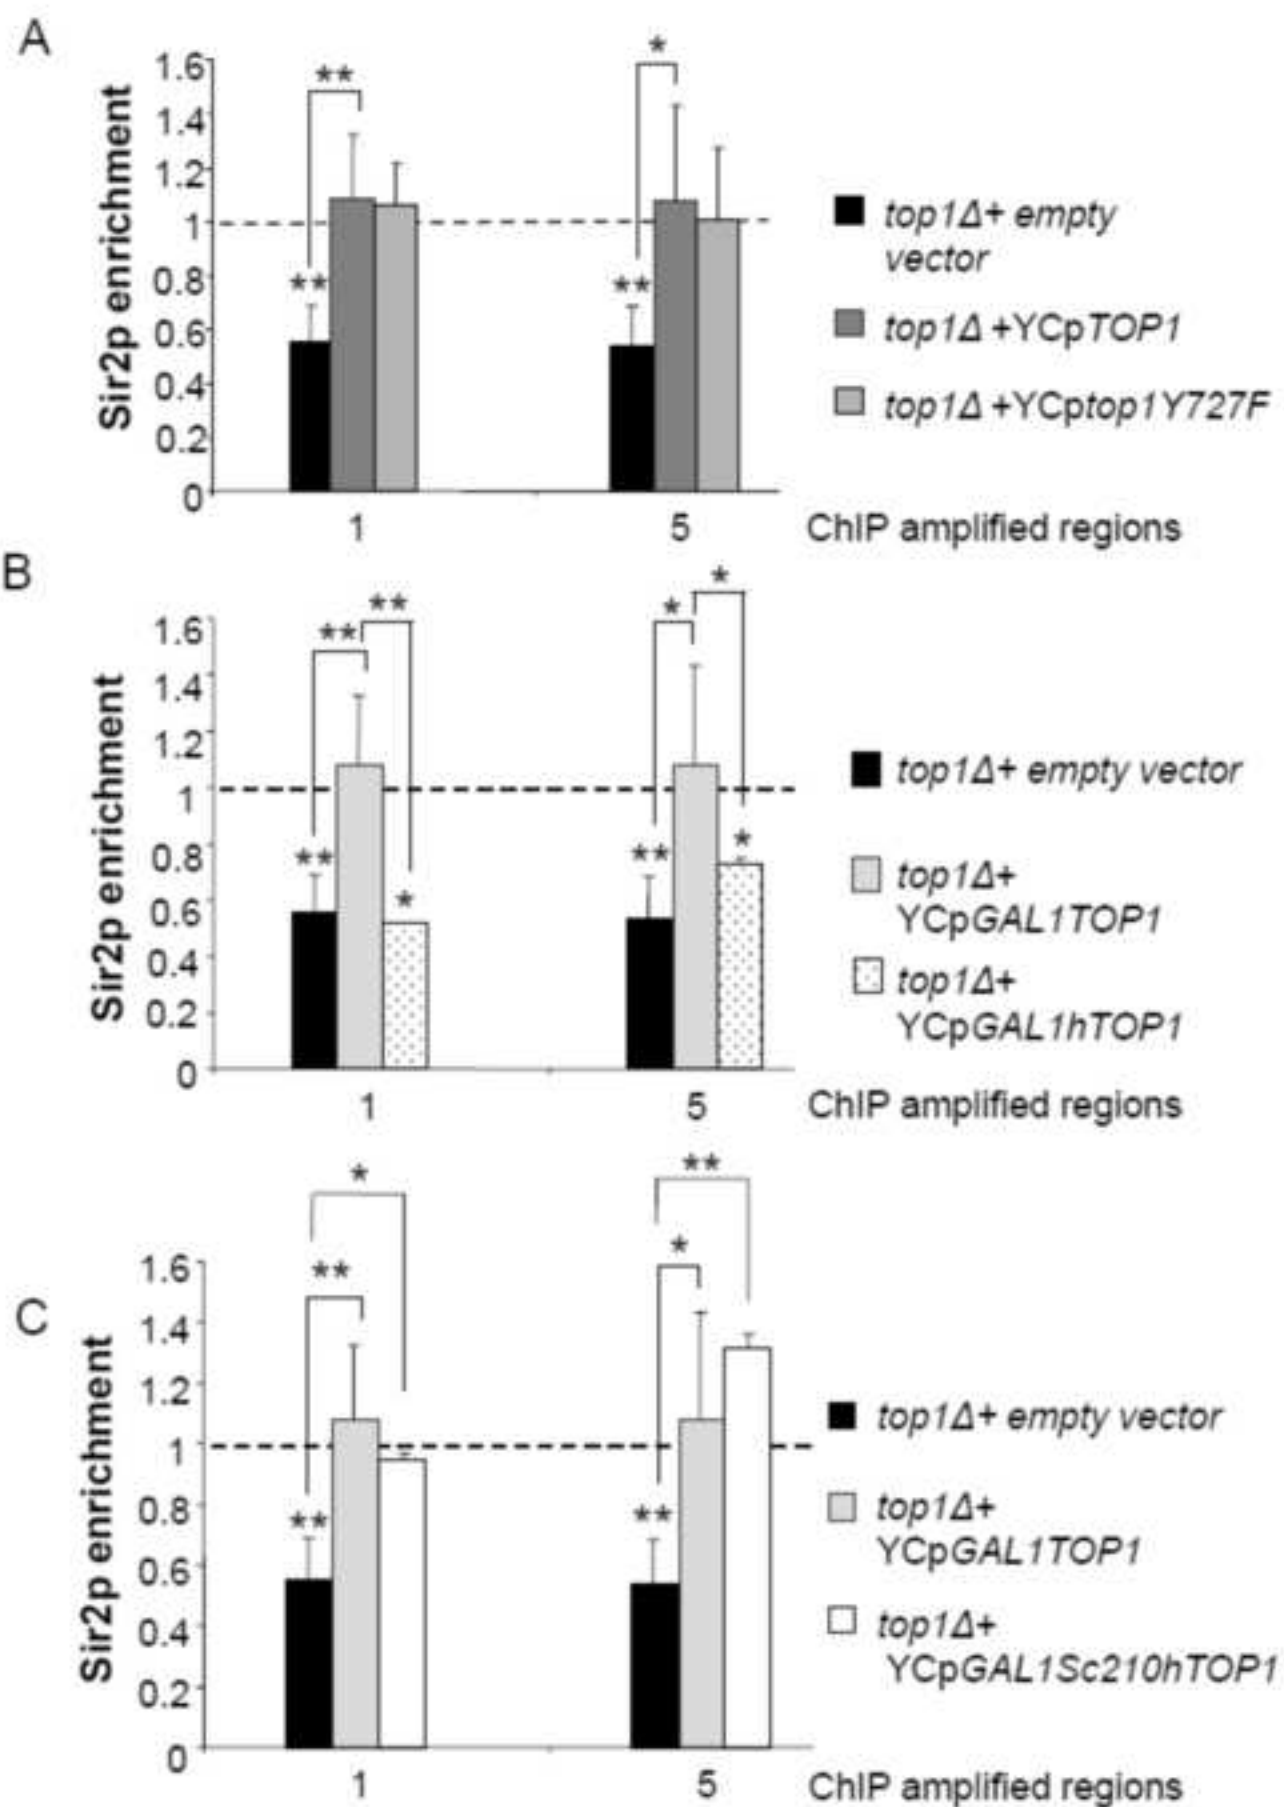 A
Sir2p enrichment
1.6
1.4
1.2
1
0.8
0.6
0.4
0.2
0
**
*
**
**
top1Δ+ empty
vector
top1Δ +YCpTOP1
top1Δ +YCptop1Y727F
1
5
ChIP amplified regions
B
Sir2p enrichment
1.6
1.4
1.2
1
0.8
0.6
0.4
0.2
0
**
**
*
*
**
*
**
*
top1Δ+ empty vector
top1Δ+
YCpGAL1TOP1
top1Δ+
YCpGAL1hTOP1
1
5
ChIP amplified regions
C
Sir2p enrichment
1.6
1.4
1.2
1
0.8
0.6
0.4
0.2
0
*
**
**
*
**
**
top1Δ+ empty vector
top1Δ+
YCpGAL1TOP1
top1Δ+
YCpGAL1Sc210hTOP1
1
5
ChIP amplified regions